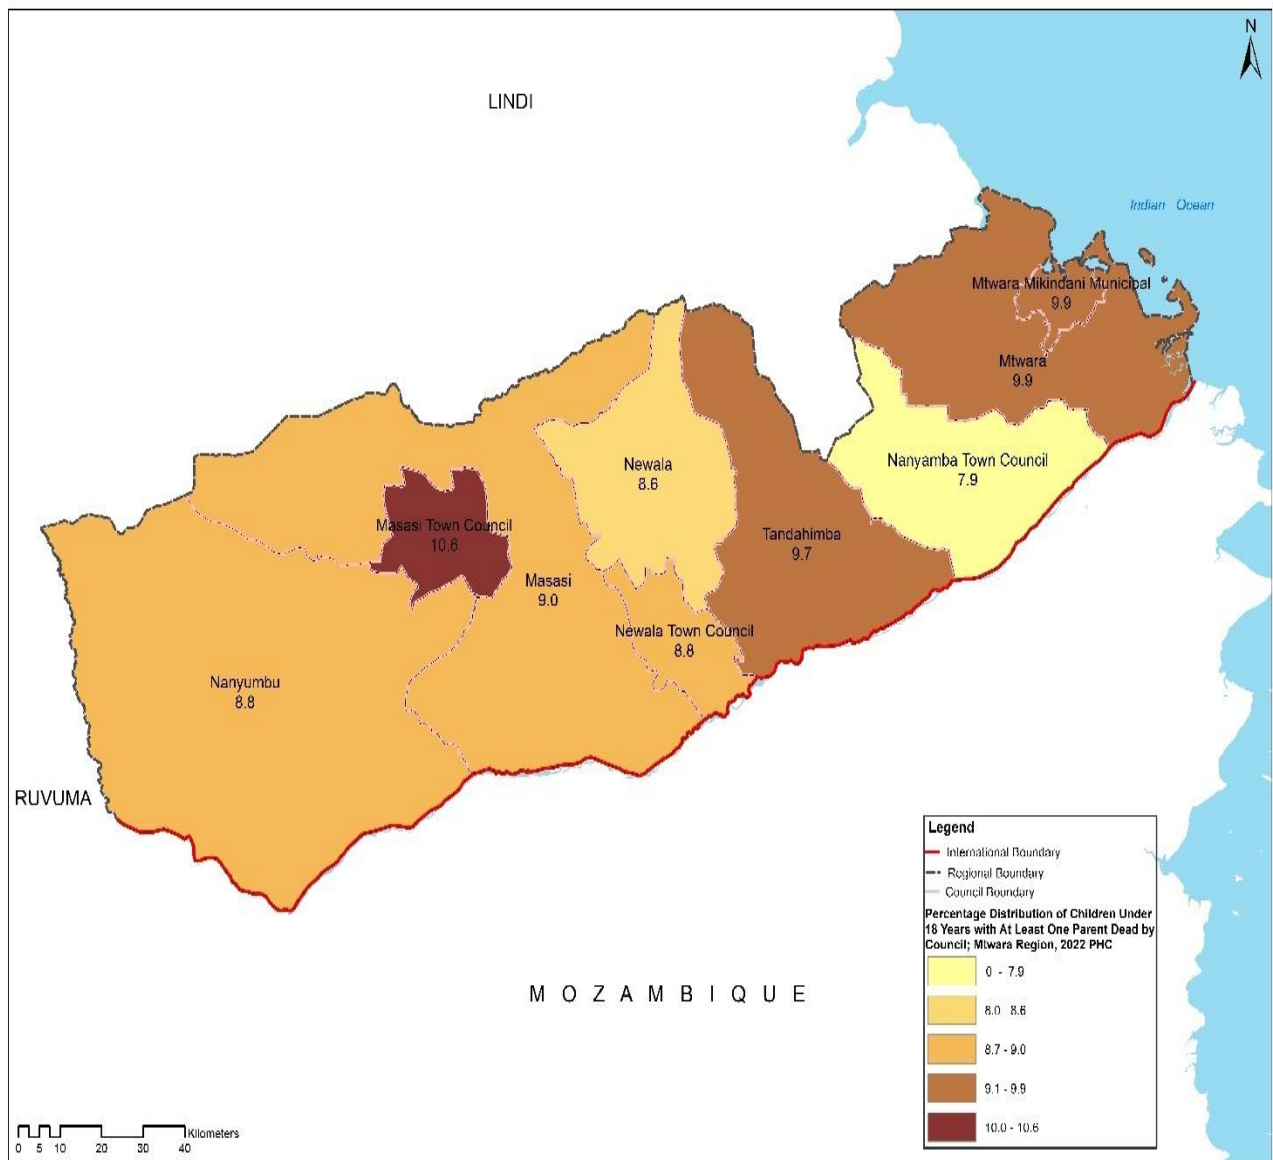 N
LINDI
Indian Ocean
Mtwara Mikindani Municipal
9.9
Mtwara
9.9
Nanyamba Town Council
7.9
Newala
8.6
Masasi Town Council
10.6
Tandahimba
9.7
Masasi
9.0
Newala Town Council
8.8
Nanyumbu
8.8
RUVUMA
MOZAMBIQUE
Legend
International Boundary
Regional Boundary
Council Boundary
Percentage Distribution of Children Under
18 Years with At Least One Parent Dead by
Council; Mtwara Region, 2022 PHC
0 - 7.9
8.0 - 8.6
8.7 - 9.0
9.1 - 9.9
10.0 - 10.6
Kilometers
0 5 10 20 30 40